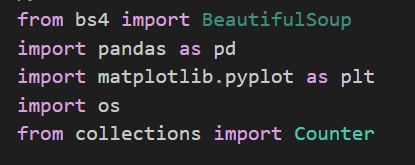 from bs4 import BeautifulSoup
import pandas as pd
import matplotlib.pyplot as plt
import os
from collections import Counter